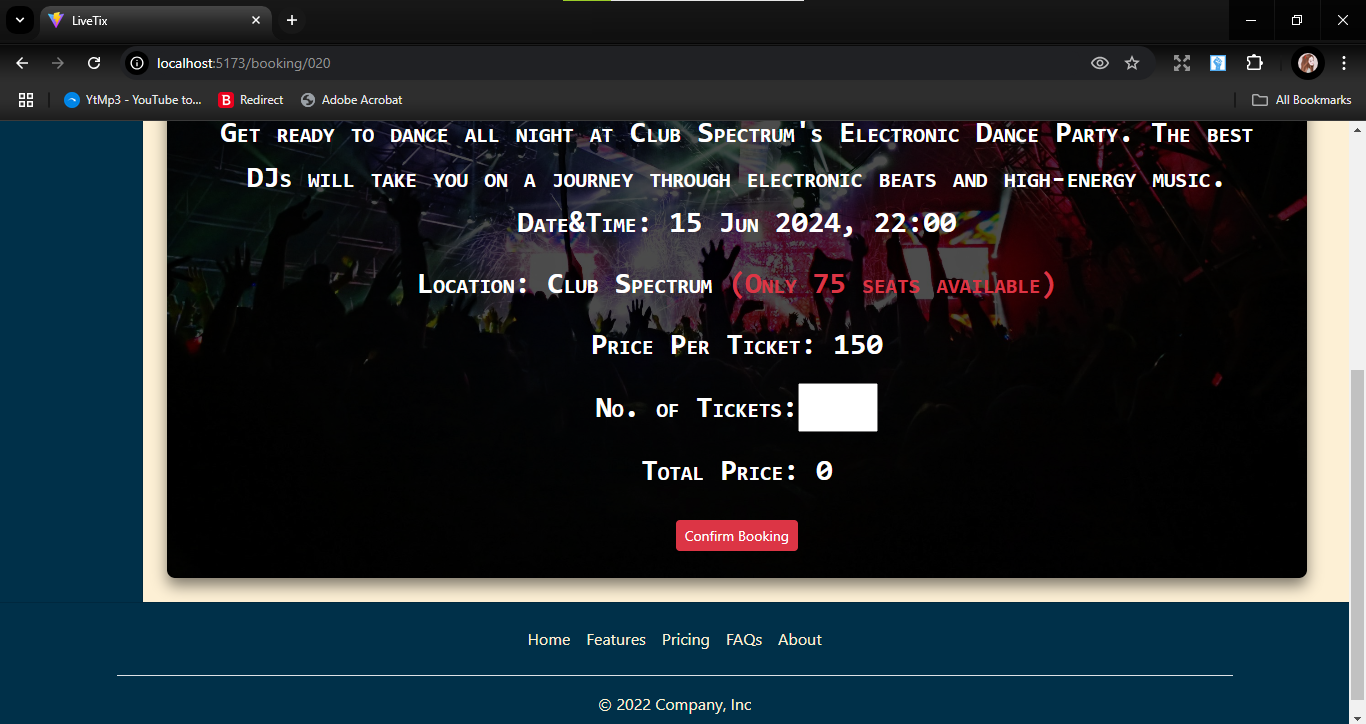 LiveTix
localhost:5173/booking/020
YtMp3 - YouTube to...
B Redirect
Adobe Acrobat
All Bookmarks
Get ready to dance all night at Club Spectrum's Electronic Dance Party. The best
DJs will take you on a journey through electronic beats and high-energy music.
Date&Time: 15 Jun 2024, 22:00
Location: Club Spectrum (Only 75 seats available)
Price Per Ticket: 150
No. of Tickets:
Total Price: 0
Confirm Booking
Home Features Pricing FAQs About
© 2022 Company, Inc